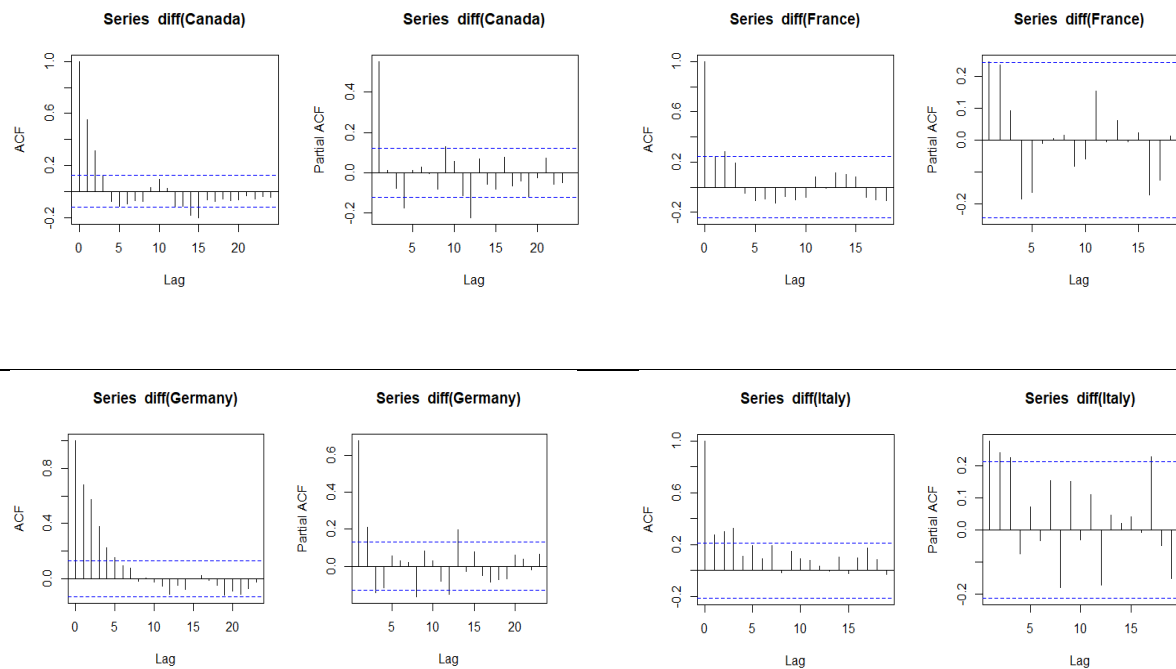 Series diff(Canada)
ACF
-0.2 0.2 0.6 1.0
0 5 10 15 20
Lag
Series diff(Canada)
Partial ACF
-0.2 0.0 0.2 0.4
5 10 15 20
Lag
Series diff(France)
ACF
-0.2 0.2 0.6 1.0
0 5 10 15
Lag
Series diff(France)
Partial ACF
-0.2 0.0 0.1 0.2
5 10 15
Lag
Series diff(Germany)
ACF
0.0 0.4 0.8
0 5 10 15 20
Lag
Series diff(Germany)
Partial ACF
0.0 0.2 0.4 0.6
5 10 15 20
Lag
Series diff(Italy)
ACF
-0.2 0.2 0.6 1.0
0 5 10 15
Lag
Series diff(Italy)
Partial ACF
-0.2 0.0 0.1 0.2
5 10 15
Lag